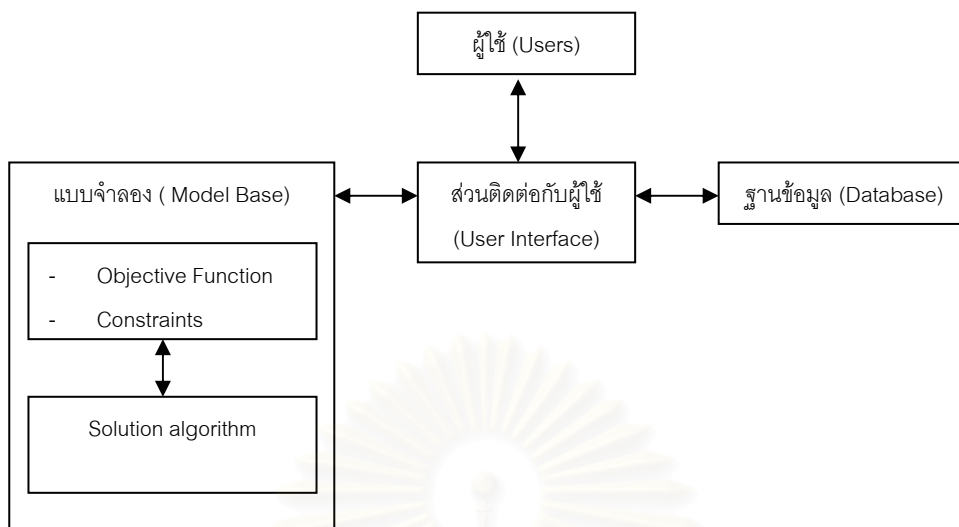 ผู้ใช้ (Users)
แบบจำลอง ( Model Base)
ส่วนติดต่อกับผู้ใช้
(User Interface)
ฐานข้อมูล (Database)
- Objective Function
- Constraints
Solution algorithm